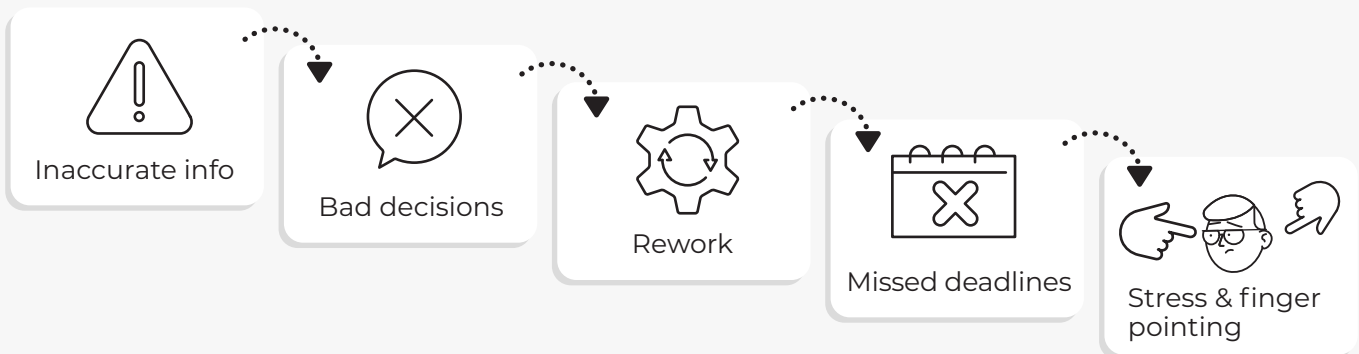 Inaccurate info
Bad decisions
Rework
Missed deadlines
Stress & finger
pointing